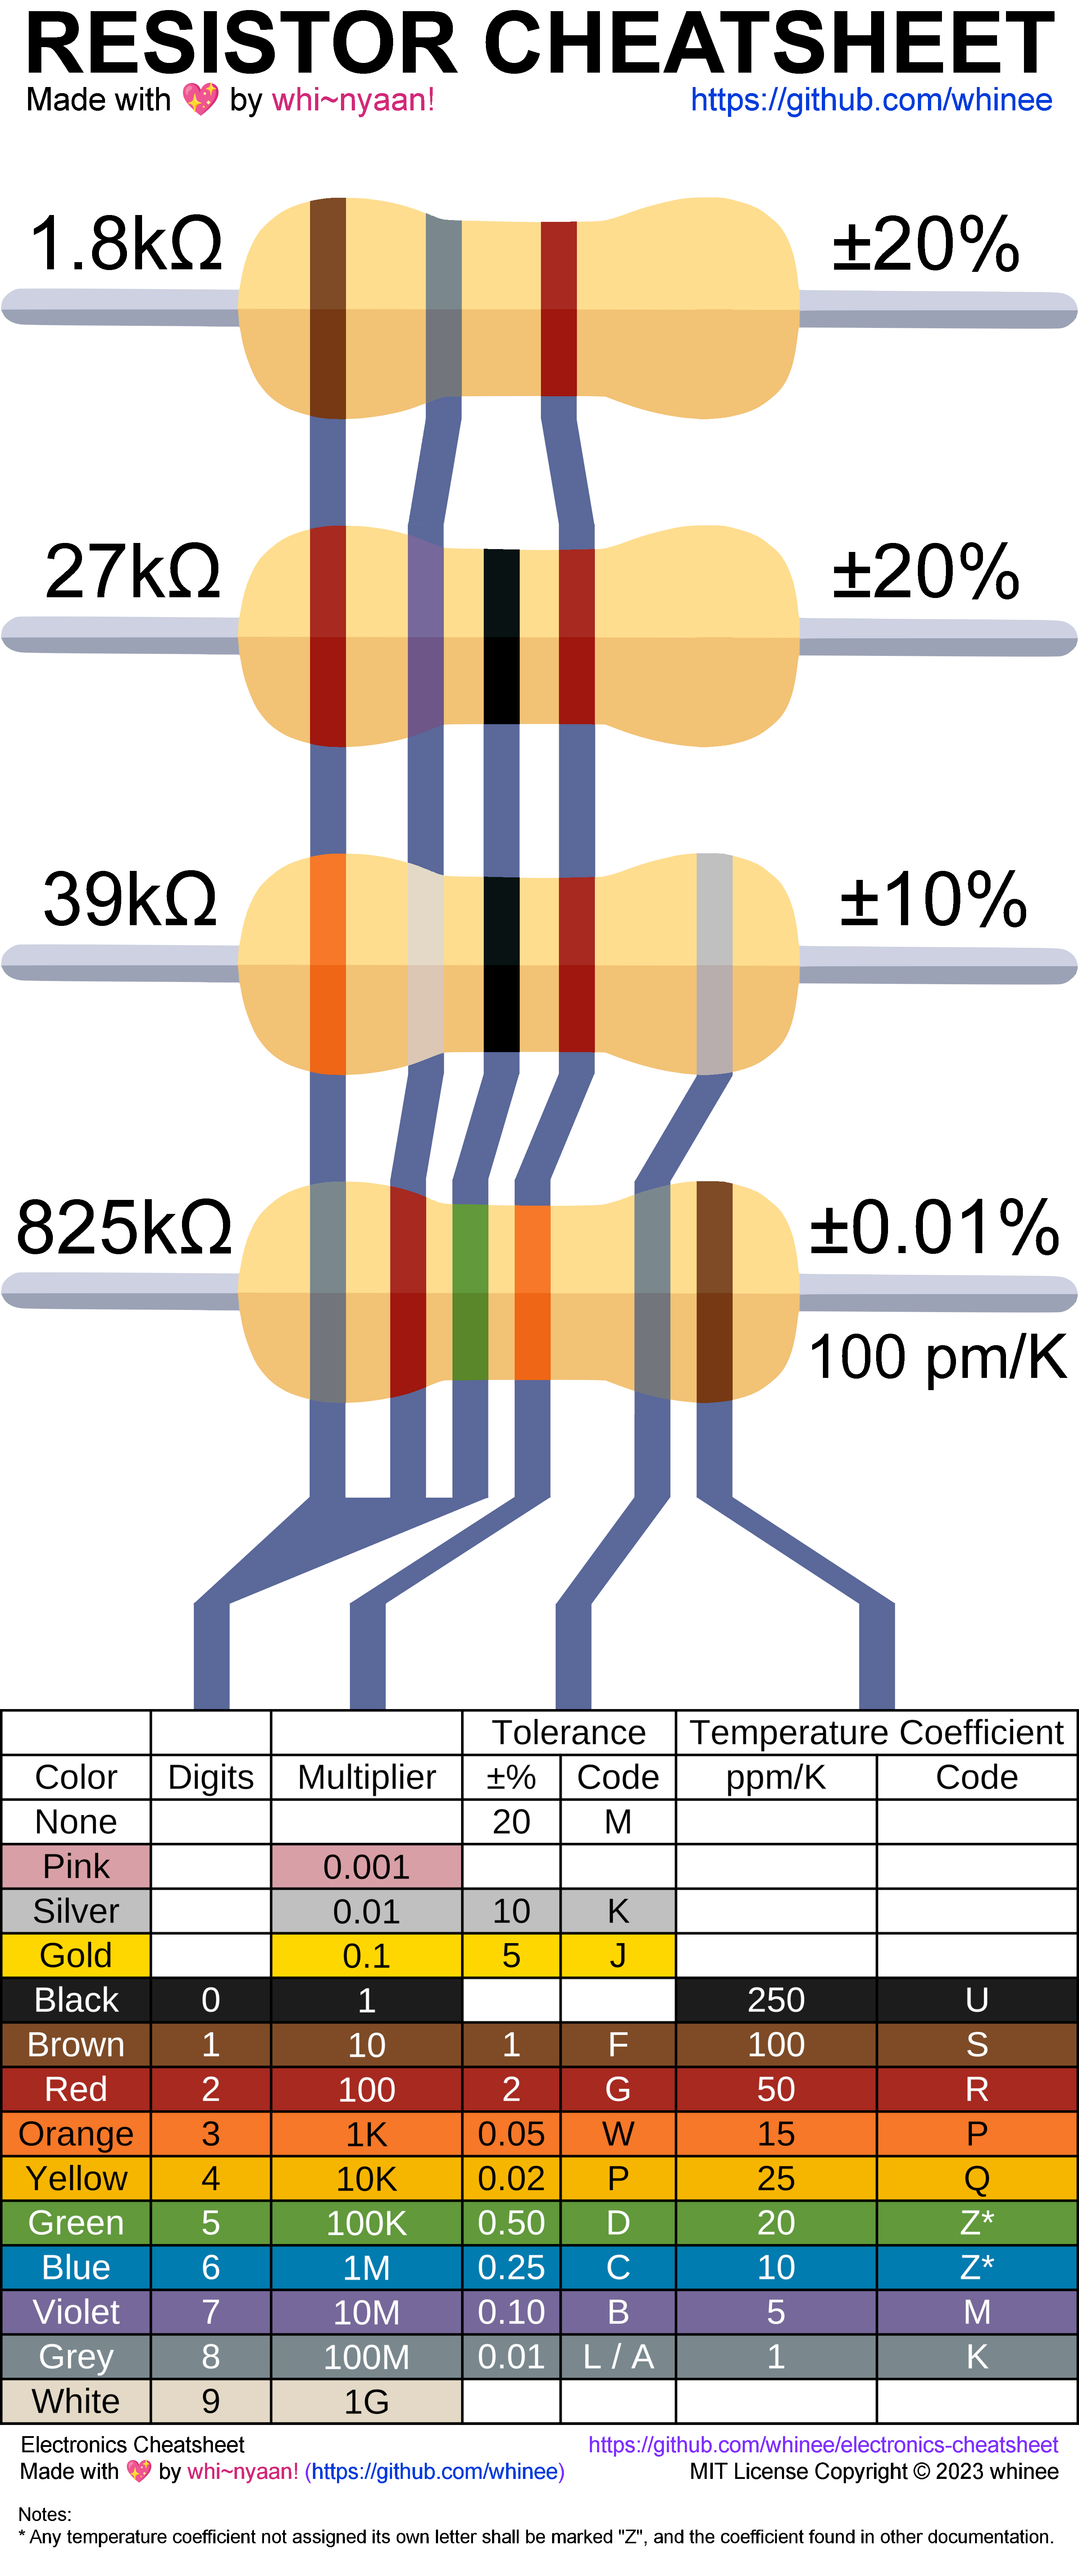 RESISTOR CHEATSHEET
Made with 💖 by whi~nyaan! https://github.com/whinee
1.8kΩ ±20%
27kΩ ±20%
39kΩ ±10%
825kΩ ±0.01%
100 pm/K
Tolerance Temperature Coefficient
Color Digits Multiplier ±% Code ppm/K Code
None 20 M
Pink 0.001
Silver 0.01 10 K
Gold 0.1 5 J
Black 0 1 250 U
Brown 1 10 1 F 100 S
Red 2 100 2 G 50 R
Orange 3 1K 0.05 W 15 P
Yellow 4 10K 0.02 P 25 Q
Green 5 100K 0.50 D 20 Z*
Blue 6 1M 0.25 C 10 Z*
Violet 7 10M 0.10 B 5 M
Grey 8 100M 0.01 L / A 1 K
White 9 1G
Electronics Cheatsheet https://github.com/whinee/electronics-cheatsheet
Made with 💖 by whi~nyaan! (https://github.com/whinee) MIT License Copyright © 2023 whinee
Notes:
* Any temperature coefficient not assigned its own letter shall be marked "Z", and the coefficient found in other documentation.